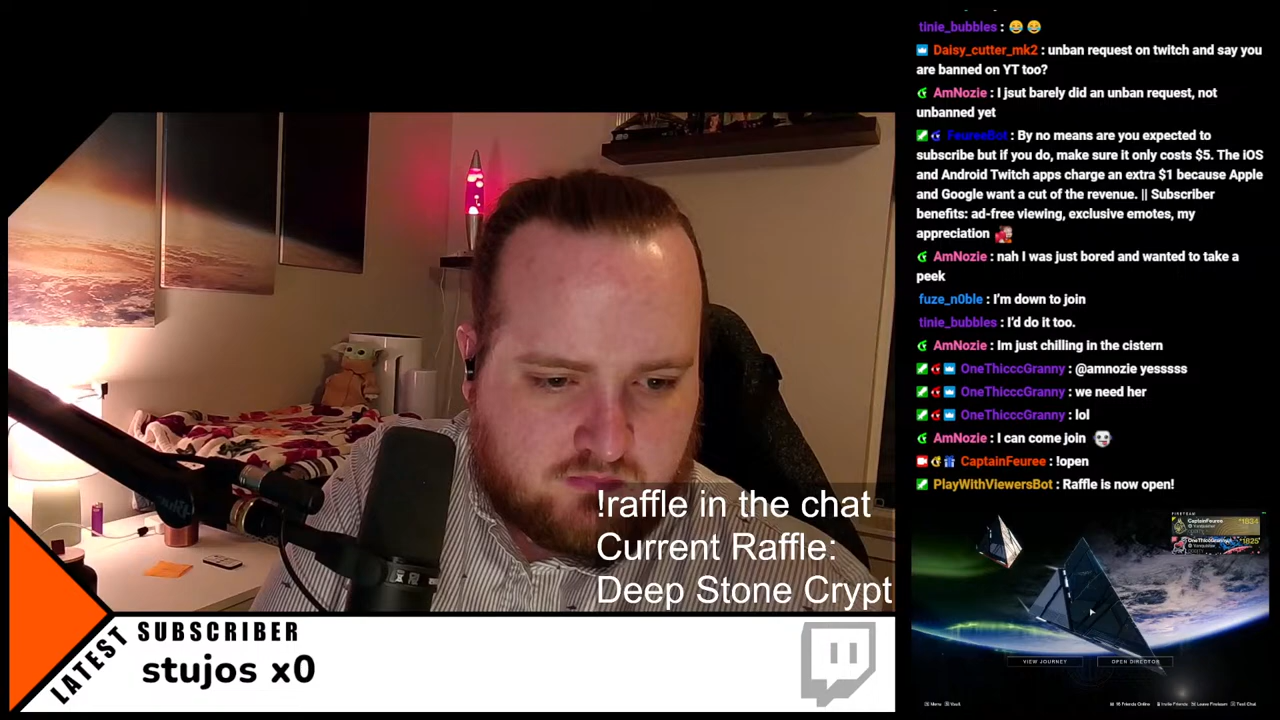 tinie_bubbles : 😂 😂
Daisy_cutter_mk2 : unban request on twitch and say you
are banned on YT too?
AmNozie : I jsut barely did an unban request, not
unbanned yet
FeureeBot : By no means are you expected to
subscribe but if you do, make sure it only costs $5. The iOS
and Android Twitch apps charge an extra $1 because Apple
and Google want a cut of the revenue. || Subscriber
benefits: ad-free viewing, exclusive emotes, my
appreciation
AmNozie : nah I was just bored and wanted to take a
peek
fuze_n0ble : I'm down to join
tinie_bubbles : I'd do it too.
AmNozie : Im just chilling in the cistern
OneThicccGranny : @amnozie yesssss
OneThicccGranny : we need her
OneThicccGranny : lol
AmNozie : I can come join
CaptainFeuree : !open
PlayWithViewersBot : Raffle is now open!
!raffle in the chat
Current Raffle:
Deep Stone Crypt
LATEST
SUBSCRIBER
stujos x0
FIRETEAM
CaptainFeuree
1834
1825
VIEW JOURNEY
OPEN DIRECTOR